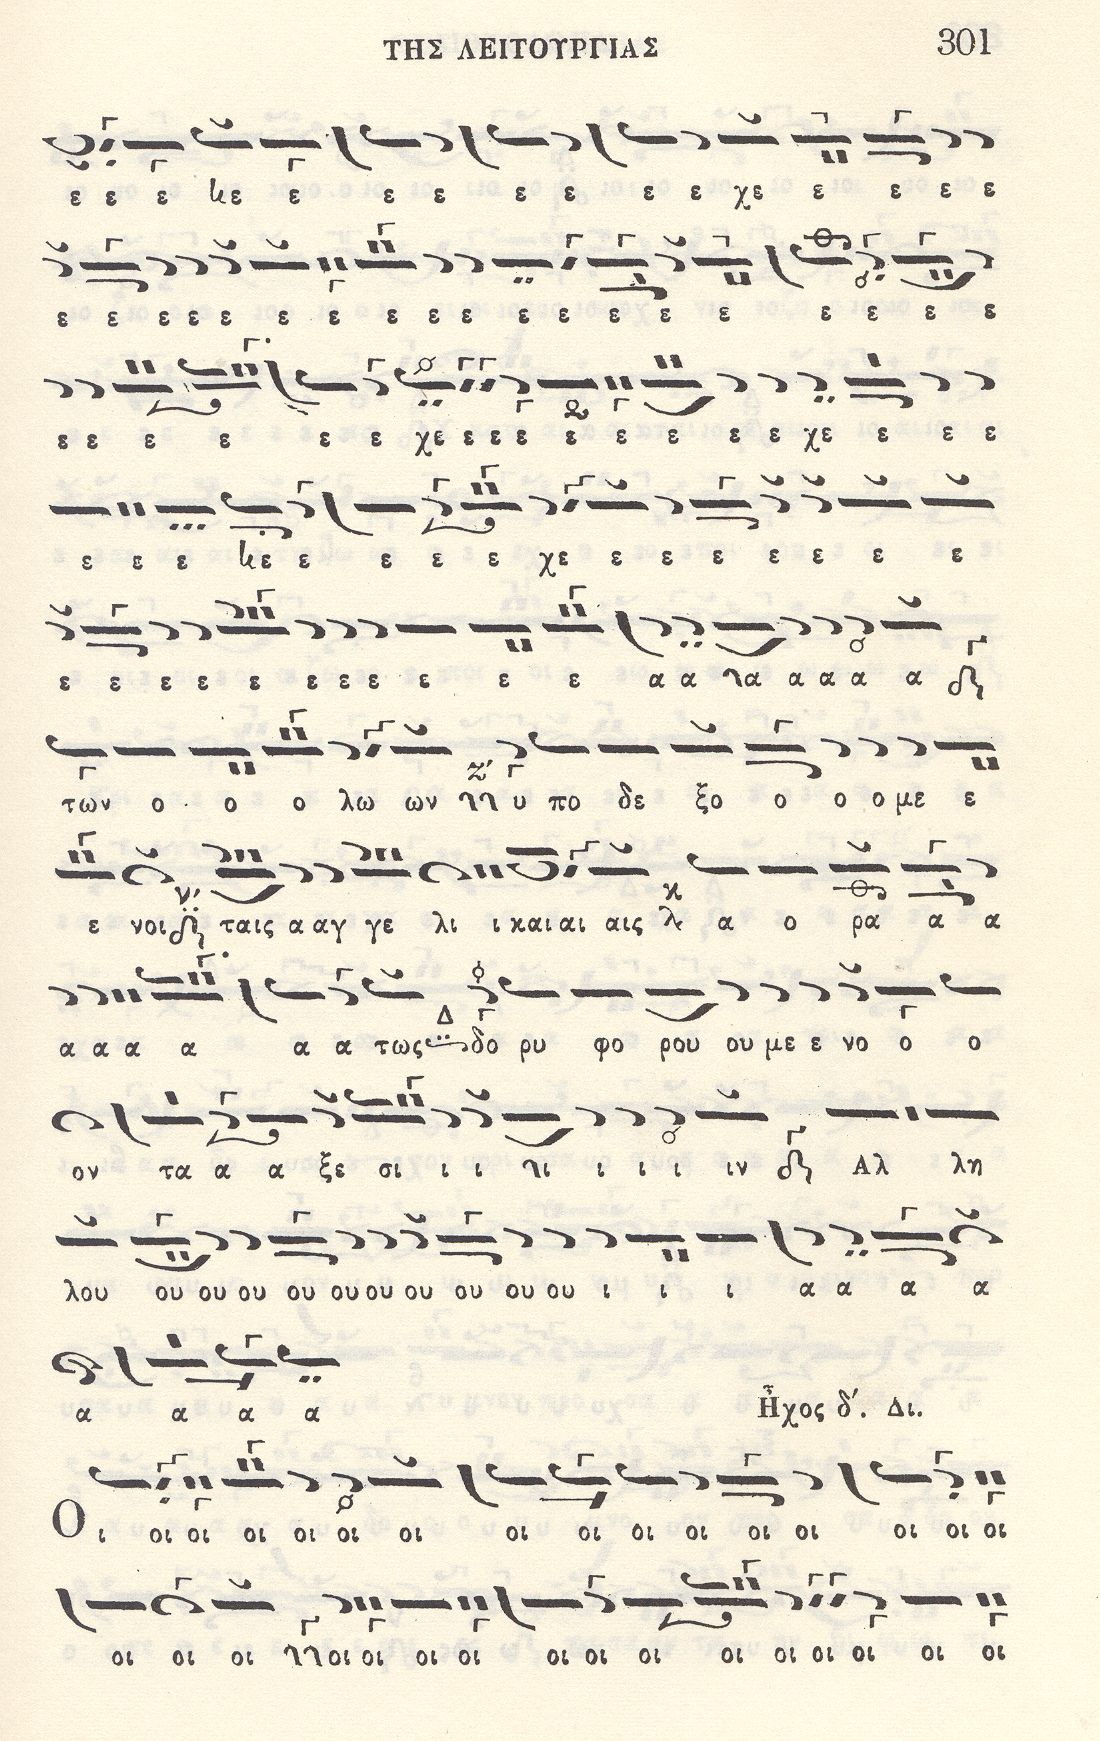 ΤΗΣ ΛΕΙΤΟΥΡΓΙΑΣ 301
ε ε ε κε ε ε ε ε ε ε ε χε ε ε ε ε
ε ε ε ε ε ε ε ε ε ε ε ε ε ε ε ε ε ε ε
ε ε ε ε ε ε χε ε ε ε ε ε ε ε ε χε ε ε ε
ε ε ε κε ε ε ε ε χε ε ε ε ε ε ε ε ε
ε ε ε ε ε ε ε ε ε ε ε α α γα α α α α
των ο ο ο λω ων υ πο δε ξο ο ο ο με ε
ε νοι ταις α αγ γε λι ι και αι αις α ο ρα α α
α α α α α α τως Δ δο ρυ φο ρου ου με ε νο ο ο
ον τα α α ξε σι ι ι γι ι ι ι ιν Αλ λη
λου ου ου ου ου ου ου ου ου ου ου ι ι ι α α α α
α α α α
Ἦχος δ΄. Δι.
Ο ι οι οι οι οι οι οι οι οι οι οι οι οι οι οι οι
οι οι οι οι οι οι οι οι οι οι οι οι οι οι οι οι